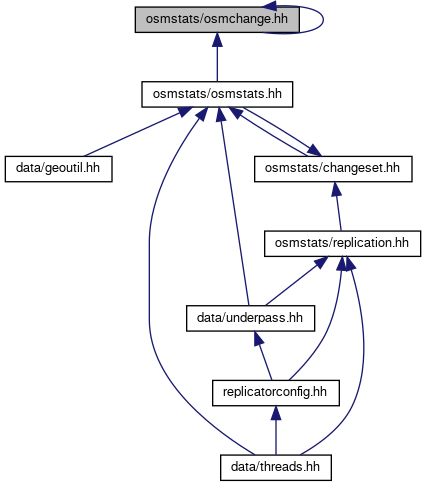 osmstats/osmchange.hh
osmstats/osmstats.hh
data/geoutil.hh
osmstats/changeset.hh
osmstats/replication.hh
data/underpass.hh
replicatorconfig.hh
data/threads.hh